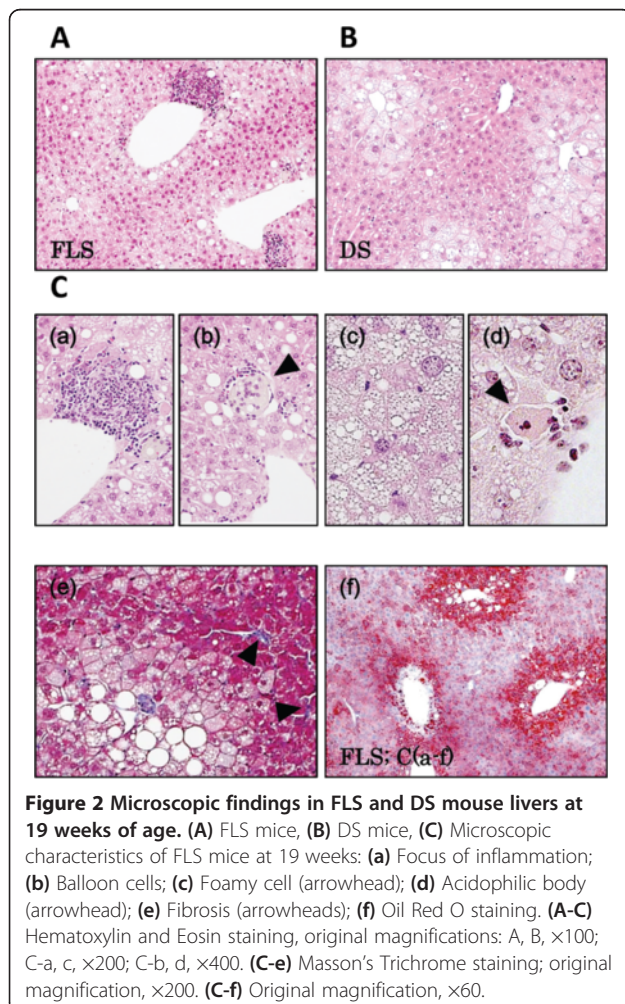 A B
FLS DS
C
(a) (b) (c) (d)
(e) (f)
FLS; C(a-f)
Figure 2 Microscopic findings in FLS and DS mouse livers at
19 weeks of age. (A) FLS mice, (B) DS mice, (C) Microscopic
characteristics of FLS mice at 19 weeks: (a) Focus of inflammation;
(b) Balloon cells; (c) Foamy cell (arrowhead); (d) Acidophilic body
(arrowhead); (e) Fibrosis (arrowheads); (f) Oil Red O staining. (A-C)
Hematoxylin and Eosin staining, original magnifications: A, B, ×100;
C-a, c, ×200; C-b, d, ×400. (C-e) Masson's Trichrome staining; original
magnification, ×200. (C-f) Original magnification, ×60.